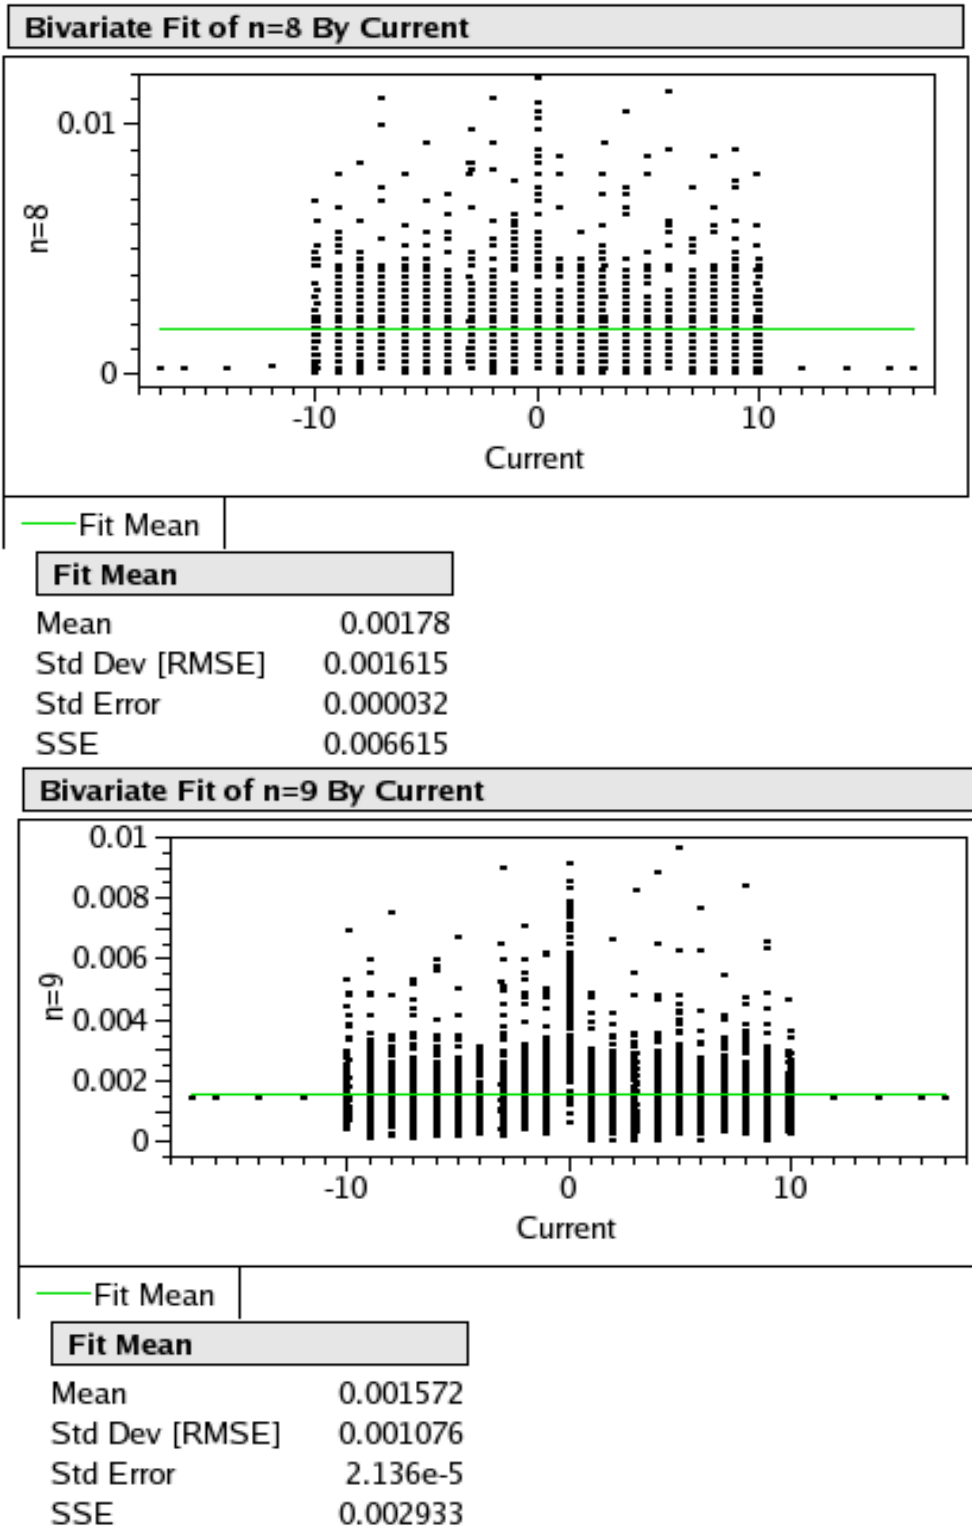 Bivariate Fit of n=8 By Current
0.01
n=8
0
-10 0 10
Current
Fit Mean
Fit Mean
Mean 0.00178
Std Dev [RMSE] 0.001615
Std Error 0.000032
SSE 0.006615
Bivariate Fit of n=9 By Current
0.01
0.008
0.006
n=9
0.004
0.002
0
-10 0 10
Current
Fit Mean
Fit Mean
Mean 0.001572
Std Dev [RMSE] 0.001076
Std Error 2.136e-5
SSE 0.002933